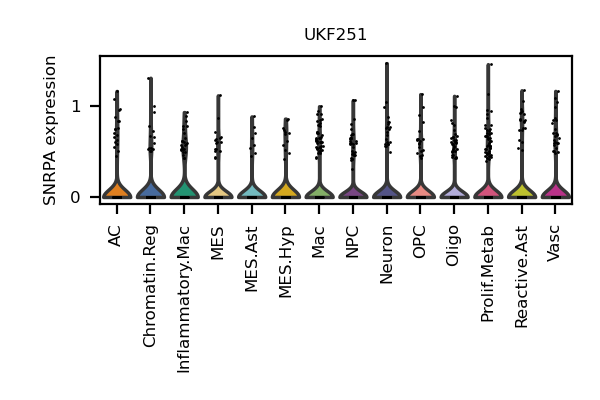 UKF251
SNRPA expression
1
0
AC
Chromatin.Reg
Inflammatory.Mac
MES
MES.Ast
MES.Hyp
Mac
NPC
Neuron
OPC
Oligo
Prolif.Metab
Reactive.Ast
Vasc